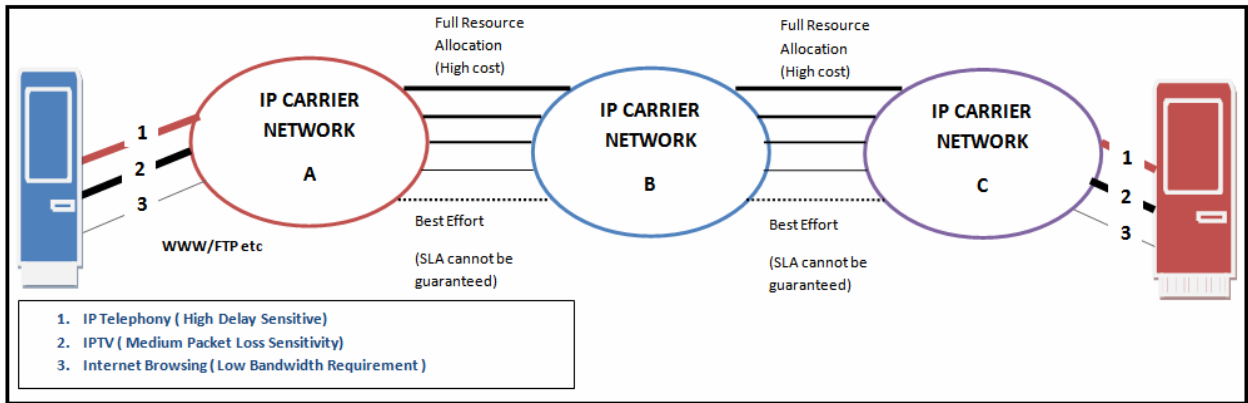 Full Resource
Allocation
(High cost)
Full Resource
Allocation
(High cost)
IP CARRIER
NETWORK
A
IP CARRIER
NETWORK
B
IP CARRIER
NETWORK
C
1
2
3
1
2
3
WWW/FTP etc
Best Effort
(SLA cannot be
guaranteed)
Best Effort
(SLA cannot be
guaranteed)
1. IP Telephony ( High Delay Sensitive)
2. IPTV ( Medium Packet Loss Sensitivity)
3. Internet Browsing ( Low Bandwidth Requirement )